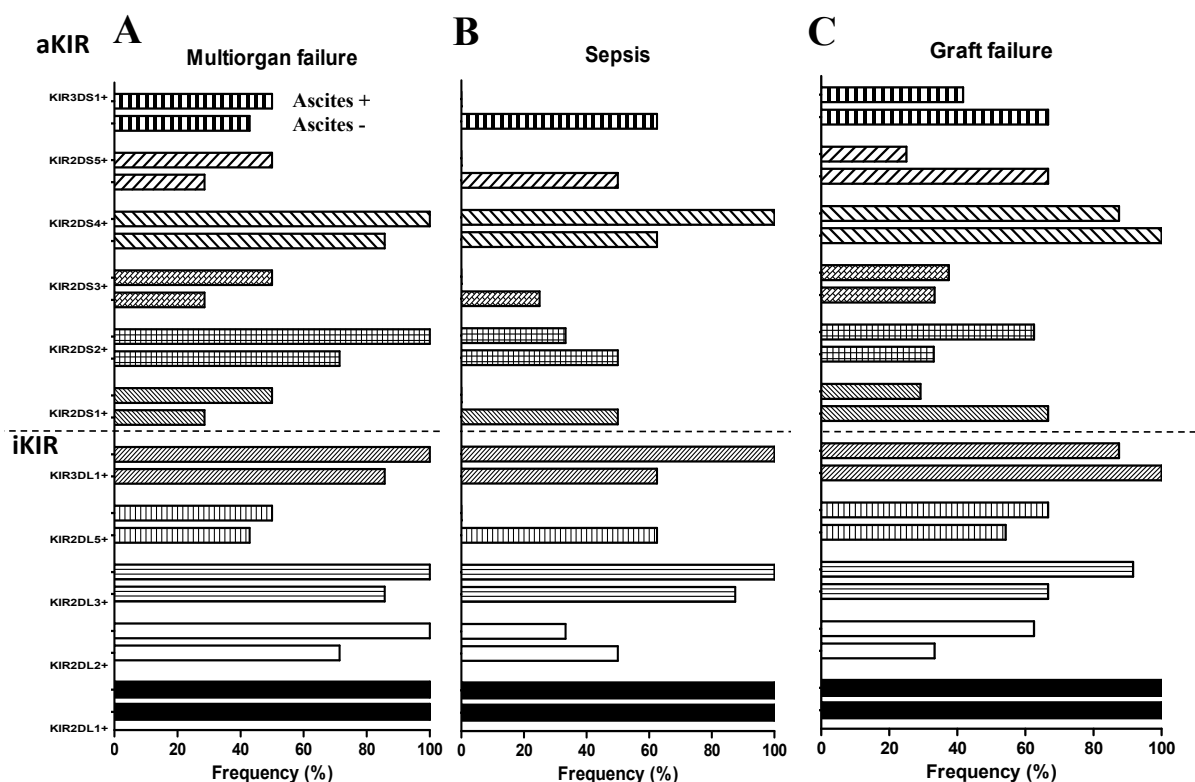 A
B
C
aKIR
Multiorgan failure
Sepsis
Graft failure
Ascites +
Ascites -
KIR3DS1+
KIR2DS5+
KIR2DS4+
KIR2DS3+
KIR2DS2+
KIR2DS1+
iKIR
KIR3DL1+
KIR2DL5+
KIR2DL3+
KIR2DL2+
KIR2DL1+
0 20 40 60 80 100
0 20 40 60 80 100
0 20 40 60 80 100
Frequency (%)
Frequency (%)
Frequency (%)